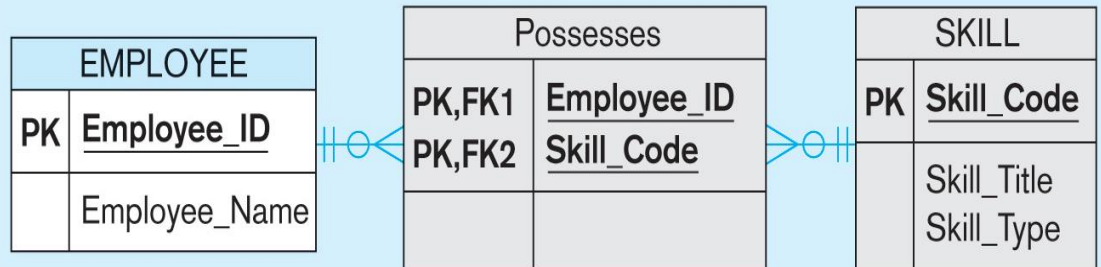 EMPLOYEE
PK Employee_ID
Employee_Name
Possesses
PK,FK1 Employee_ID
PK,FK2 Skill_Code
SKILL
PK Skill_Code
Skill_Title
Skill_Type